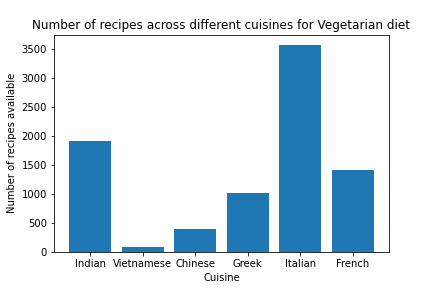 Number of recipes across different cuisines for Vegetarian diet
3500
3000
2500
2000
1500
1000
500
0
Number of recipes available
Indian Vietnamese Chinese Greek Italian French
Cuisine